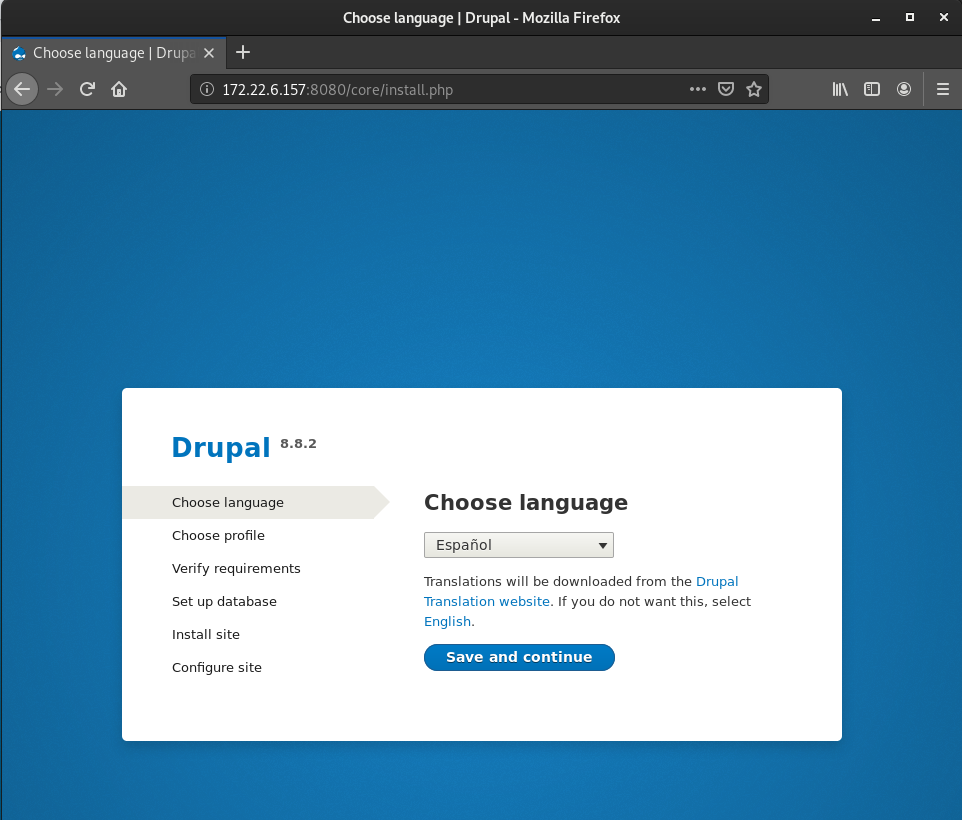 Choose language | Drupal - Mozilla Firefox
Choose language | Drupa
172.22.6.157:8080/core/install.php
Drupal 8.8.2
Choose language
Choose profile
Verify requirements
Set up database
Install site
Configure site
Choose language
Español
Translations will be downloaded from the Drupal
Translation website. If you do not want this, select
English.
Save and continue